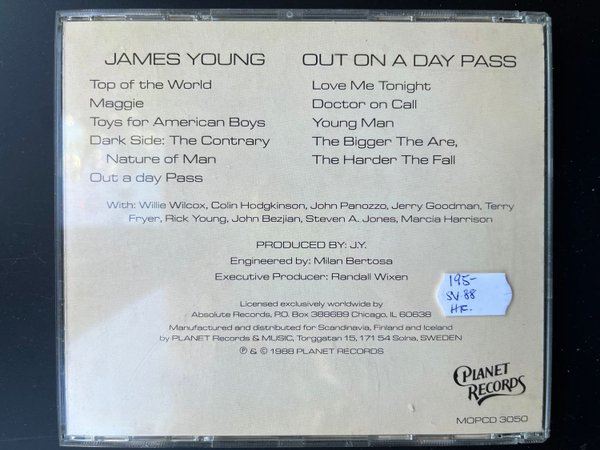 JAMES YOUNG OUT ON A DAY PASS
Top of the World
Maggie
Toys for American Boys
Dark Side: The Contrary
Nature of Man
Out a day Pass
Love Me Tonight
Doctor on Call
Young Man
The Bigger The Are,
The Harder The Fall
With: Willie Wilcox, Colin Hodgkinson, John Panozzo, Jerry Goodman, Terry
Fryer, Rick Young, John Bezjian, Steven A. Jones, Marcia Harrison
PRODUCED BY: J.Y.
Engineered by: Milan Bertosa
Executive Producer: Randall Wixen
Licensed exclusively worldwide by
Absolute Records, P.O. Box 388689 Chicago, IL 60638
Manufactured and distributed for Scandinavia, Finland and Iceland
by PLANET Records & MUSIC, Torggatan 15, 171 54 Solna, SWEDEN
℗ & © 1988 PLANET RECORDS
195-
SV-88
HF.
PLANET
RECORDS
MOPCD 3050